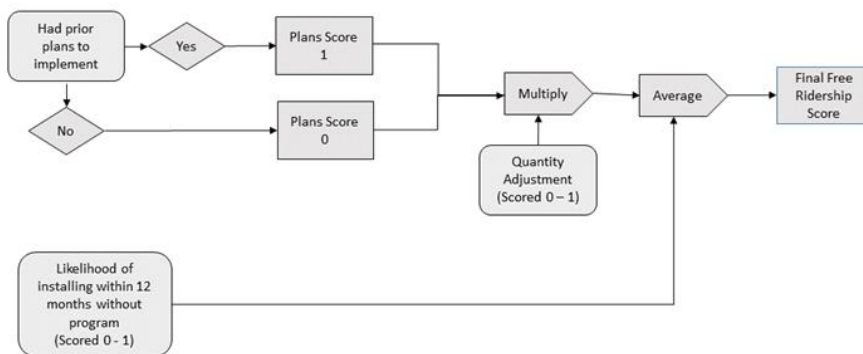 Had prior
plans to
implement
Yes
Plans Score
1
No
Plans Score
0
Multiply
Average
Final Free
Ridership
Score
Quantity
Adjustment
(Scored 0 – 1)
Likelihood of
installing within 12
months without
program
(Scored 0 - 1)